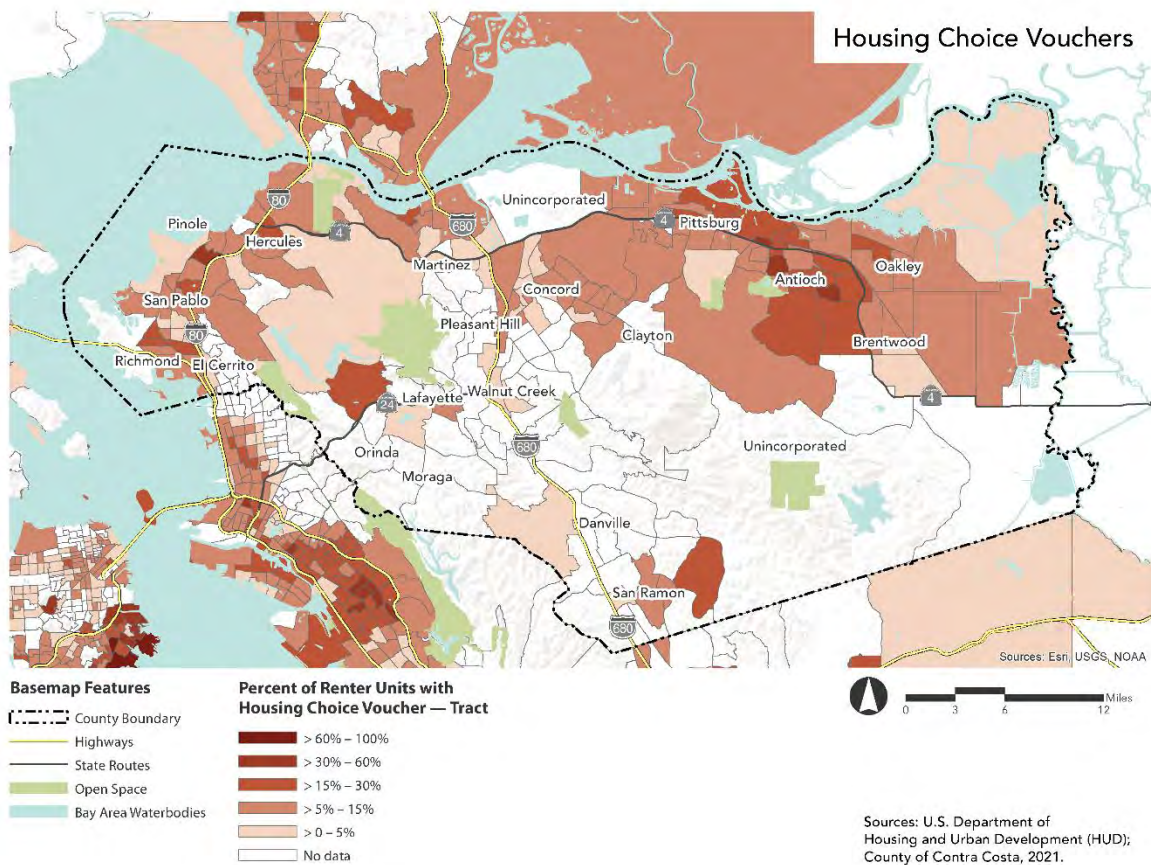 Housing Choice Vouchers
Unincorporated
80
Pinole
4
680
4
Pittsburg
Hercules
Martinez
Oakley
Antioch
San Pablo
Concord
80
Pleasant Hill
Clayton
Brentwood
Richmond
El Cerrito
Lafayette
Walnut Creek
24
4
Orinda
680
Unincorporated
Moraga
Danville
San Ramon
680
Sources: Esri, USGS, NOAA
Basemap Features
County Boundary
Highways
State Routes
Open Space
Bay Area Waterbodies
Percent of Renter Units with
Housing Choice Voucher — Tract
> 60% – 100%
> 30% – 60%
> 15% – 30%
> 5% – 15%
> 0 – 5%
No data
Miles
0 3 6 12
Sources: U.S. Department of
Housing and Urban Development (HUD);
County of Contra Costa, 2021.